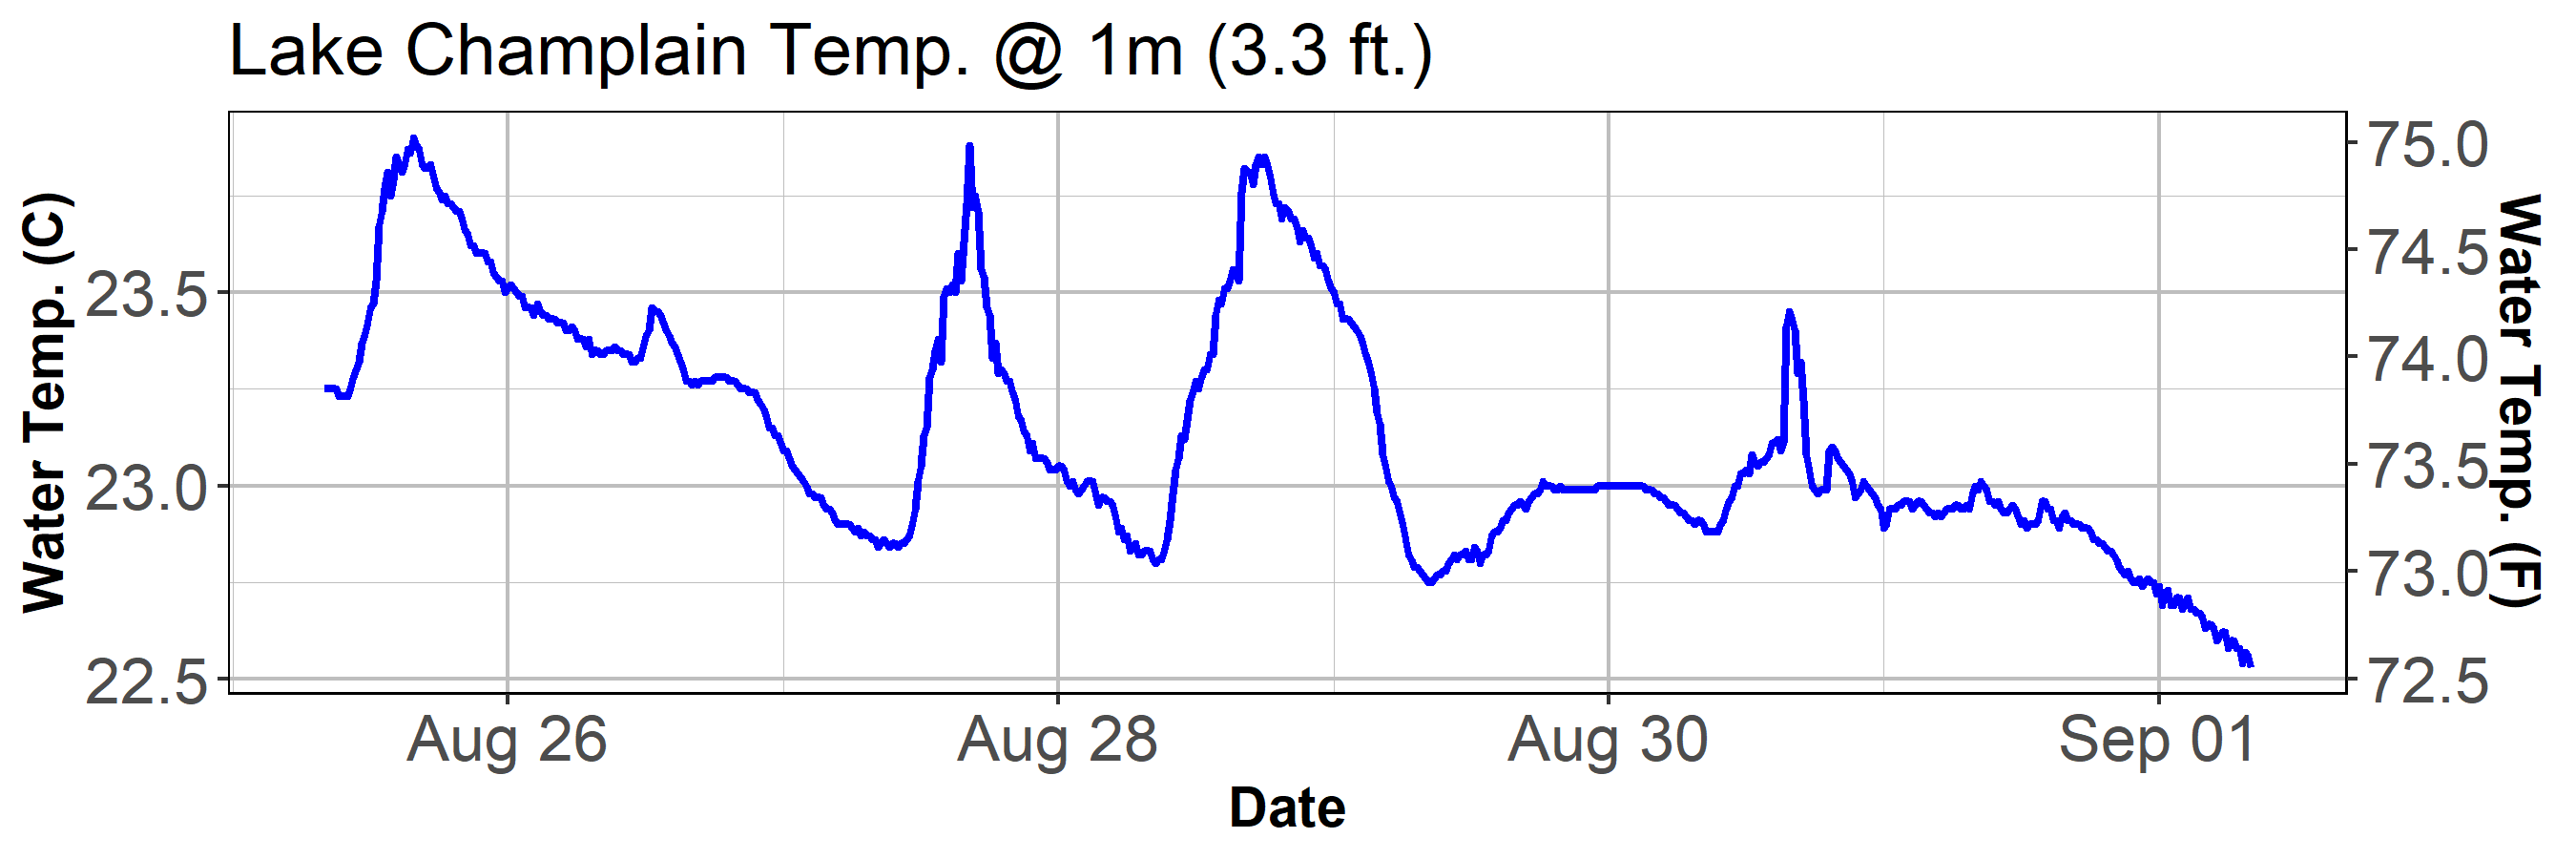 Lake Champlain Temp. @ 1m (3.3 ft.)
Water Temp. (C)
23.5
23.0
22.5
75.0
74.5
74.0
73.5
73.0
72.5
Water Temp. (F)
Aug 26
Aug 28
Aug 30
Sep 01
Date